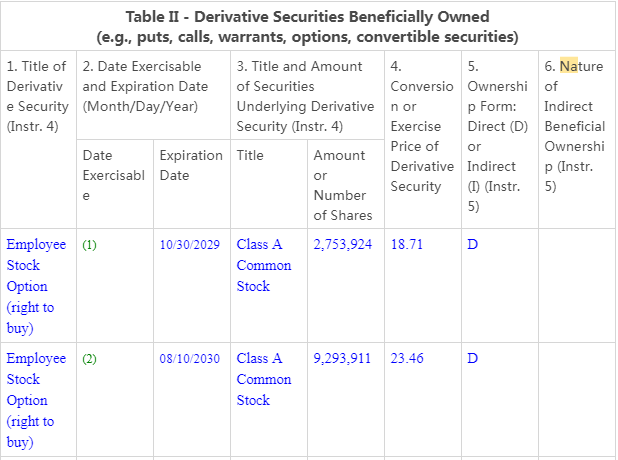 Table II - Derivative Securities Beneficially Owned
(e.g., puts, calls, warrants, options, convertible securities)
1. Title of
Derivativ
e Security
(Instr. 4)
2. Date Exercisable
and Expiration Date
(Month/Day/Year)
3. Title and Amount
of Securities
Underlying Derivative
Security (Instr. 4)
4.
Conversio
n or
Exercise
Price of
Derivative
Security
5.
Ownershi
p Form:
Direct (D)
or
Indirect
(I) (Instr.
5)
6. Nature
of
Indirect
Beneficial
Ownershi
p (Instr.
5)
Date
Exercisabl
e
Expiration
Date
Title
Amount
or
Number
of Shares
Employee
Stock
Option
(right to
buy)
(1)
10/30/2029
Class A
Common
Stock
2,753,924
18.71
D
Employee
Stock
Option
(right to
buy)
(2)
08/10/2030
Class A
Common
Stock
9,293,911
23.46
D